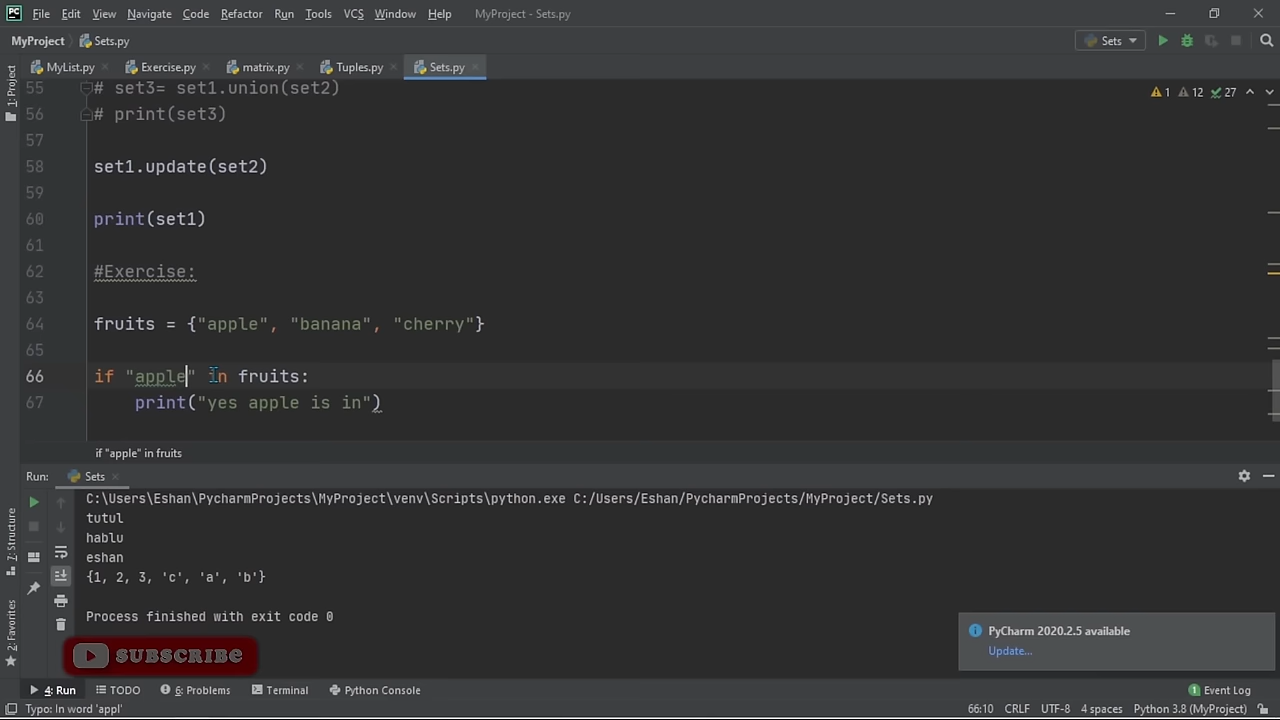 File Edit View Navigate Code Refactor Run Tools VCS Window Help MyProject - Sets.py
MyProject Sets.py Sets
MyList.py Exercise.py matrix.py Tuples.py Sets.py
1: Project
55 # set3= set1.union(set2)
1 12 27
56 # print(set3)
57
58 set1.update(set2)
59
60 print(set1)
61
62 #Exercise:
63
64 fruits = {"apple", "banana", "cherry"}
65
66 if "apple" in fruits:
67 print("yes apple is in")
if "apple" in fruits
Run: Sets
C:\Users\Eshan\PycharmProjects\MyProject\venv\Scripts\python.exe C:/Users/Eshan/PycharmProjects/MyProject/Sets.py
tutul
hablu
eshan
{1, 2, 3, 'c', 'a', 'b'}
Process finished with exit code 0
7: Structure
2: Favorites
PyCharm 2020.2.5 available
Update...
SUBSCRIBE
4: Run TODO 6: Problems Terminal Python Console 1 Event Log
Typo: In word 'appl' 66:10 CRLF UTF-8 4 spaces Python 3.8 (MyProject)